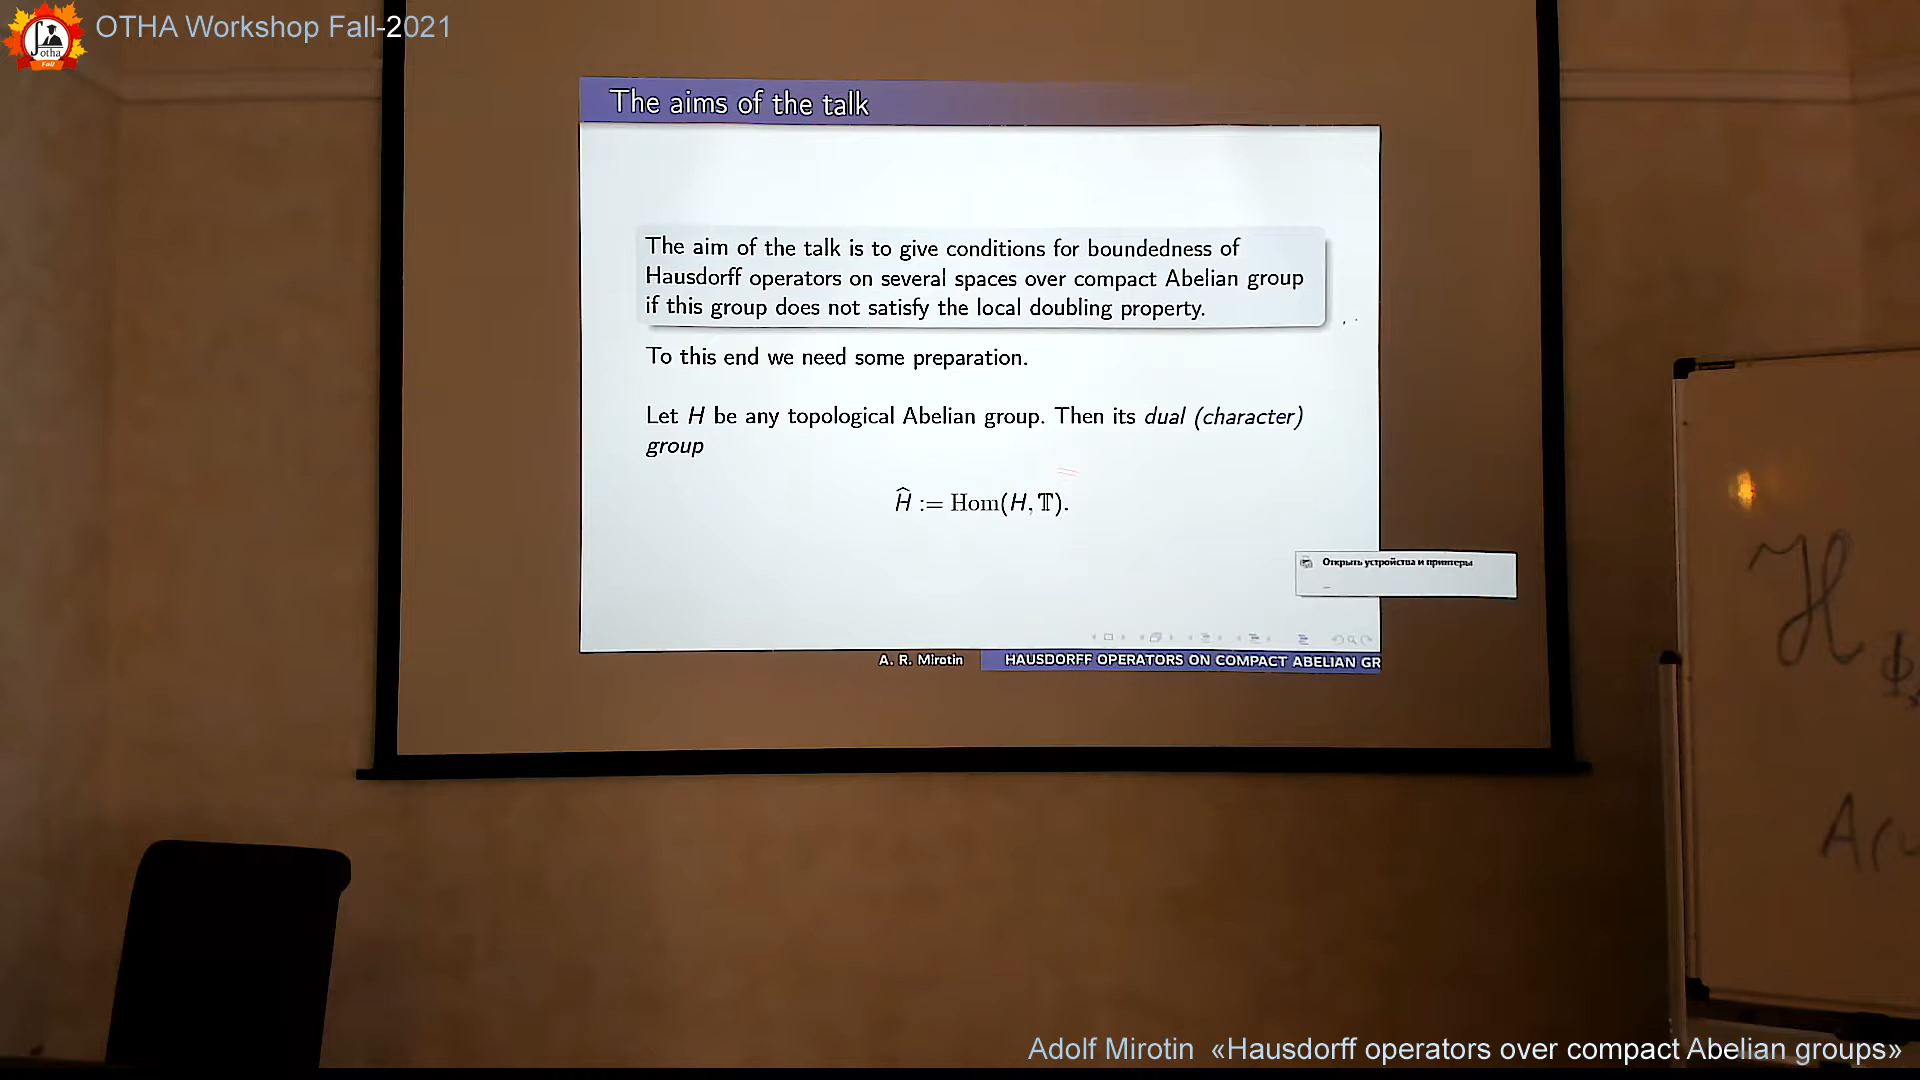 OTHA Workshop Fall-2021
otha
Fall
The aims of the talk
The aim of the talk is to give conditions for boundedness of
Hausdorff operators on several spaces over compact Abelian group
if this group does not satisfy the local doubling property.
To this end we need some preparation.
Let H be any topological Abelian group. Then its dual (character)
group
Ĥ := Hom(H, 𝕋).
Открыть устройства и принтеры
A. R. Mirotin
HAUSDORFF OPERATORS ON COMPACT ABELIAN GR
ℋ Φ,
A(
Adolf Mirotin «Hausdorff operators over compact Abelian groups»